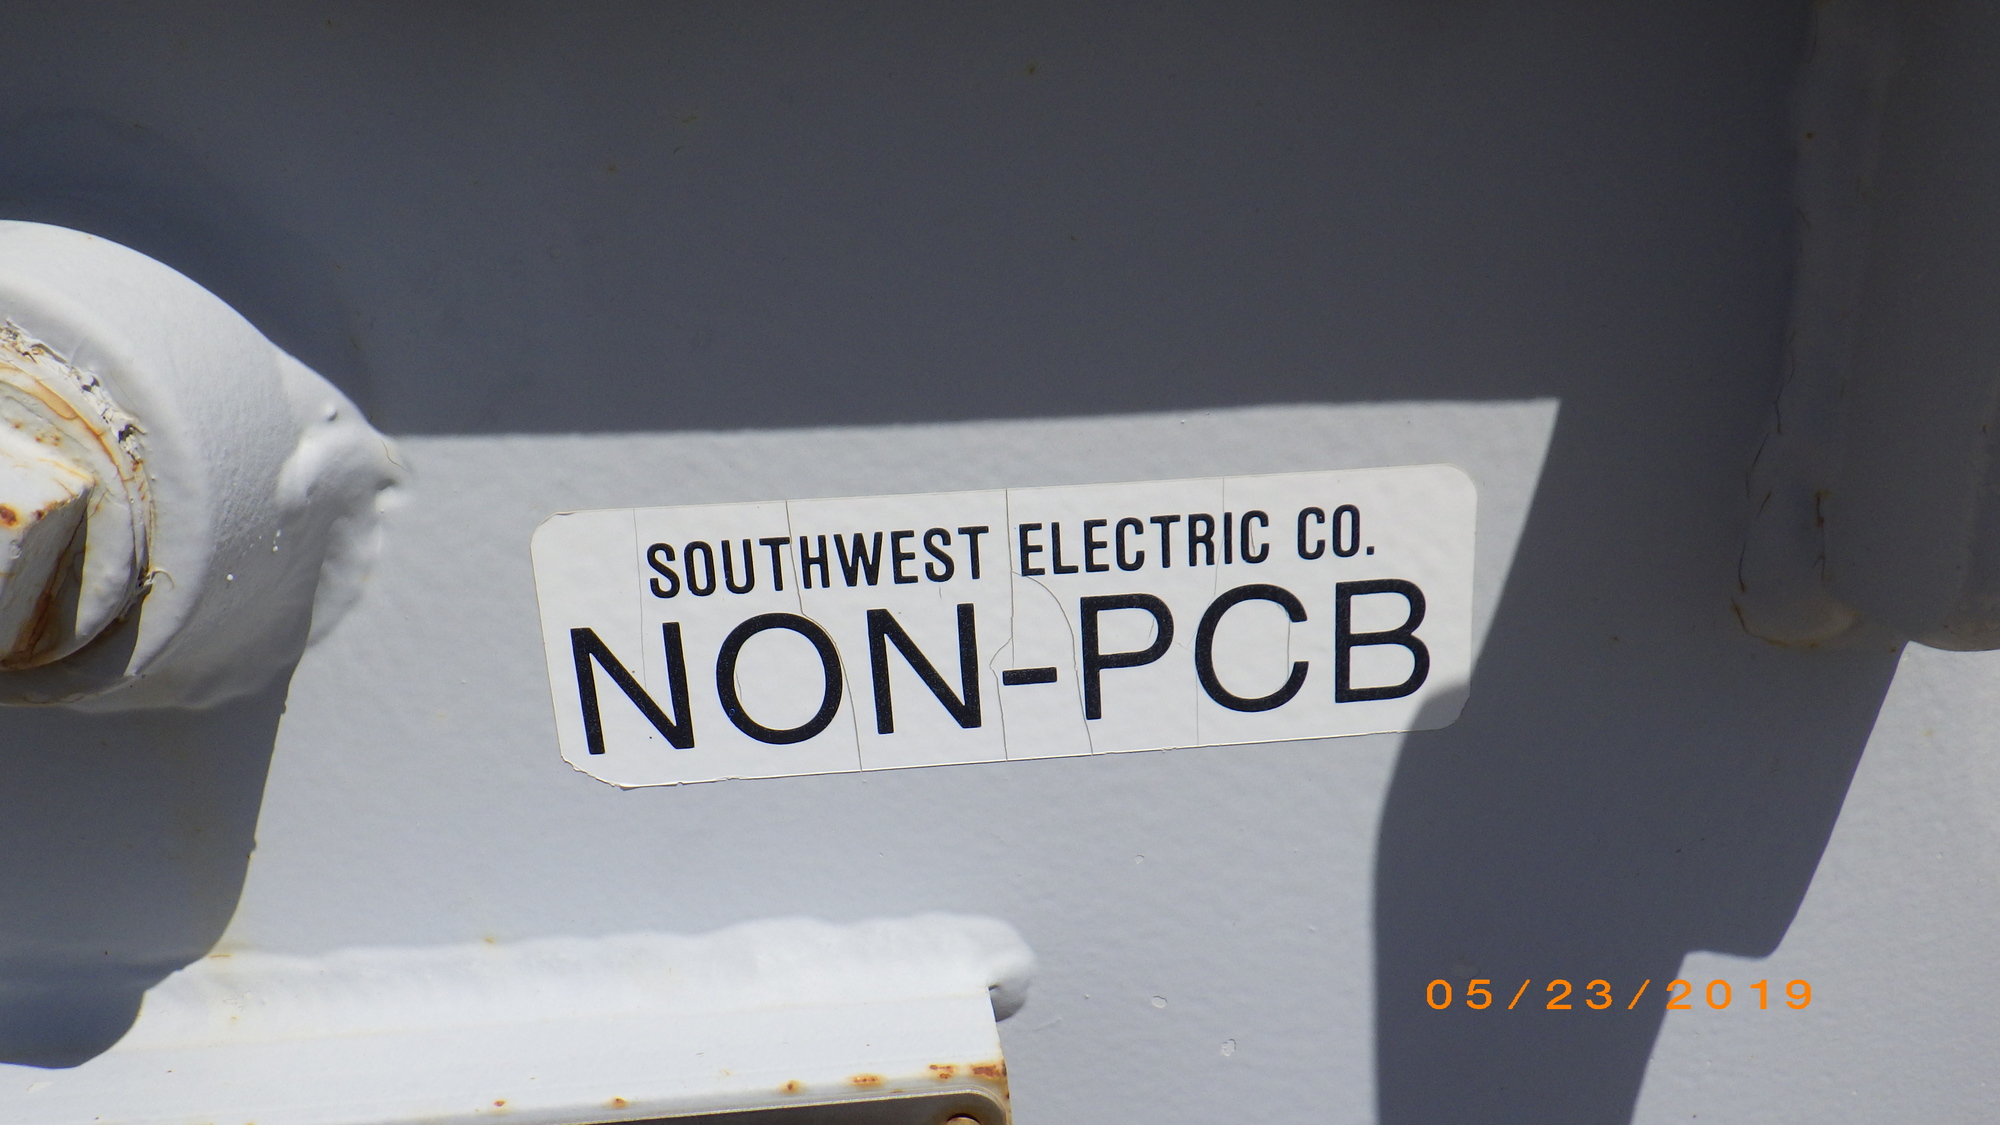 SOUTHWEST ELECTRIC CO.
NON-PCB
05/23/2019